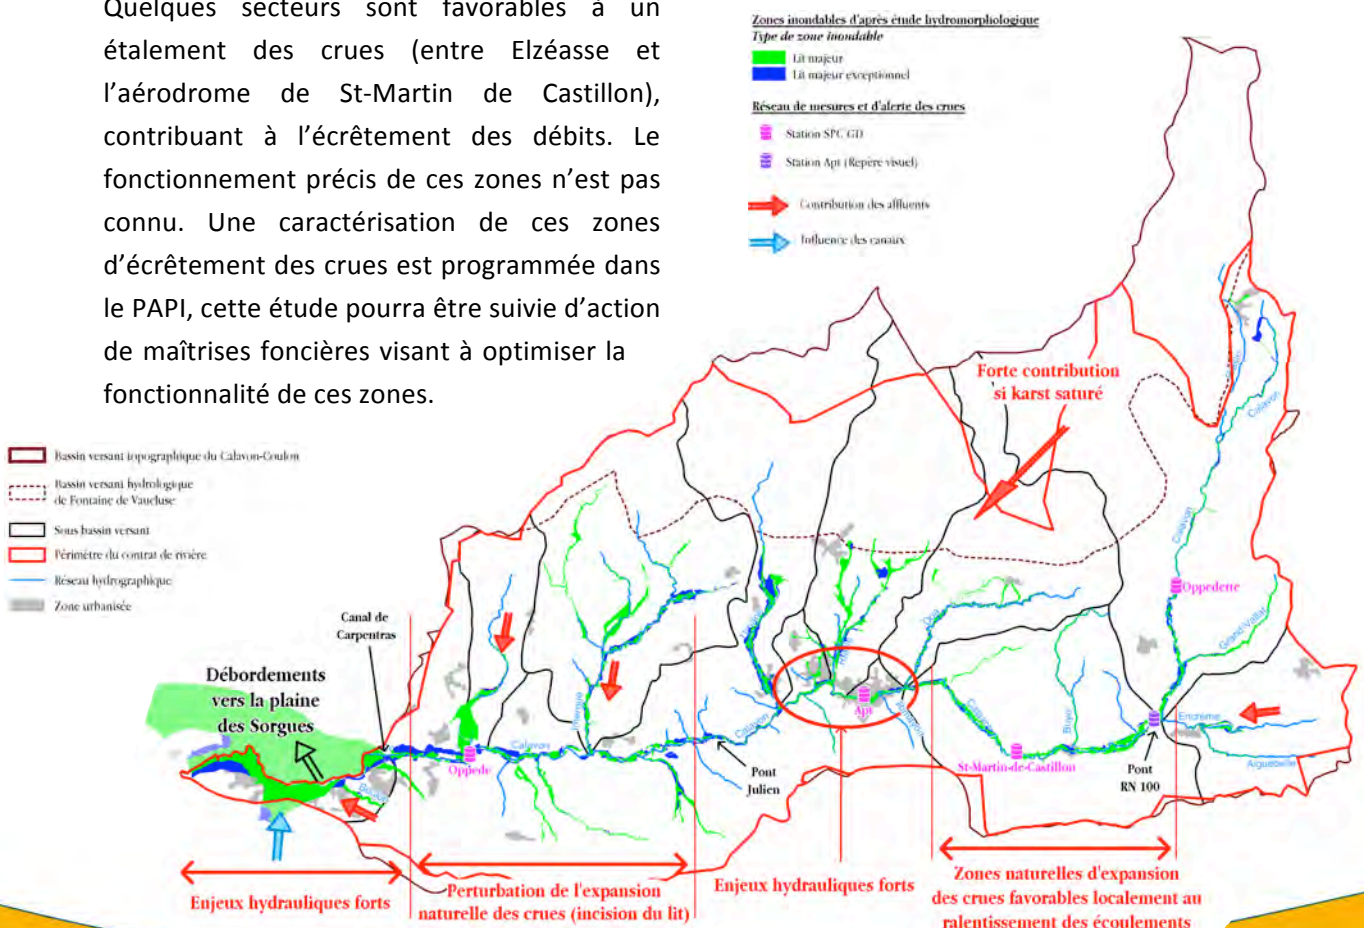 Quelques secteurs sont favorables à un
étalement des crues (entre Elzéasse et
l’aérodrome de St-Martin de Castillon),
contribuant à l’écrêtement des débits. Le
fonctionnement précis de ces zones n’est pas
connu. Une caractérisation de ces zones
d’écrêtement des crues est programmée dans
le PAPI, cette étude pourra être suivie d’action
de maîtrises foncières visant à optimiser la
fonctionnalité de ces zones.
Zones inondables d'après étude hydromorphologique
Type de zone inondable
Lit majeur
Lit majeur exceptionnel
Réseau de mesures et d'alerte des crues
Station SPC GD
Station Apt (Repère visuel)
Contribution des affluents
Influence des canaux
Bassin versant topographique du Calavon-Coulon
Bassin versant hydrologique
de Fontaine de Vaucluse
Sous bassin versant
Périmètre du contrat de rivière
Réseau hydrographique
Zone urbanisée
Forte contribution
si karst saturé
Calavon
Calavon
Oppedette
Grand Vallat
Canal de
Carpentras
Débordements
vers la plaine
des Sorgues
Oppède
Calavon
Calavon
Pont
Julien
Apt
Calavon
St-Martin-de-Castillon
Pont
RN 100
Encrême
Aiguebelle
Enjeux hydrauliques forts
Perturbation de l'expansion
naturelle des crues (incision du lit)
Enjeux hydrauliques forts
Zones naturelles d'expansion
des crues favorables localement au
ralentissement des écoulements